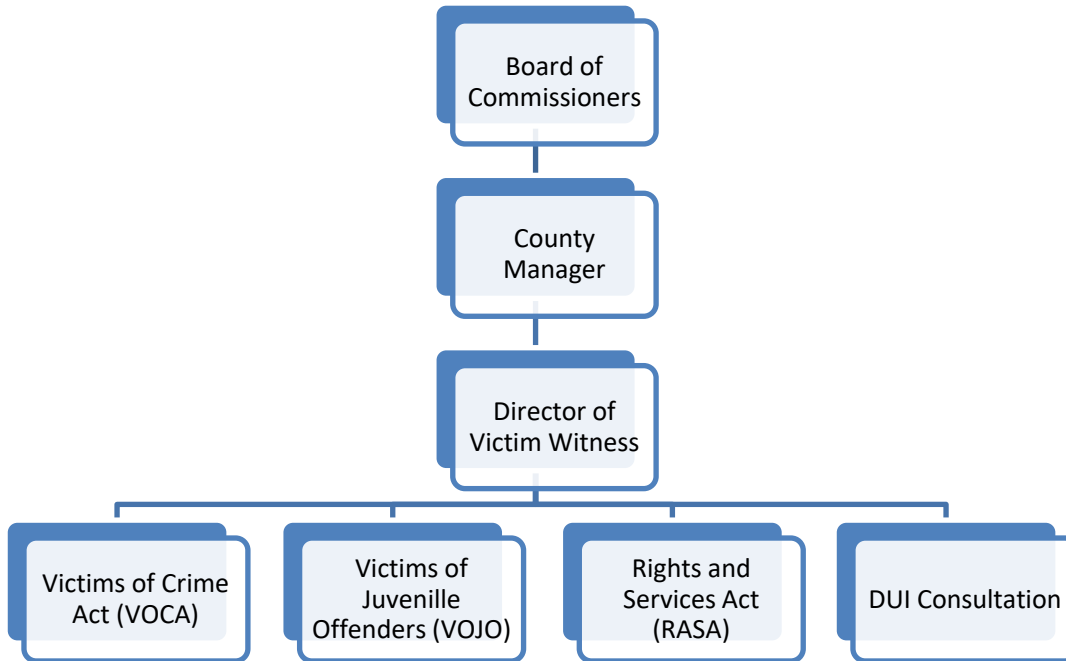 Board of
Commissioners
County
Manager
Director of
Victim Witness
Victims of Crime
Act (VOCA)
Victims of
Juvenille
Offenders (VOJO)
Rights and
Services Act
(RASA)
DUI Consultation